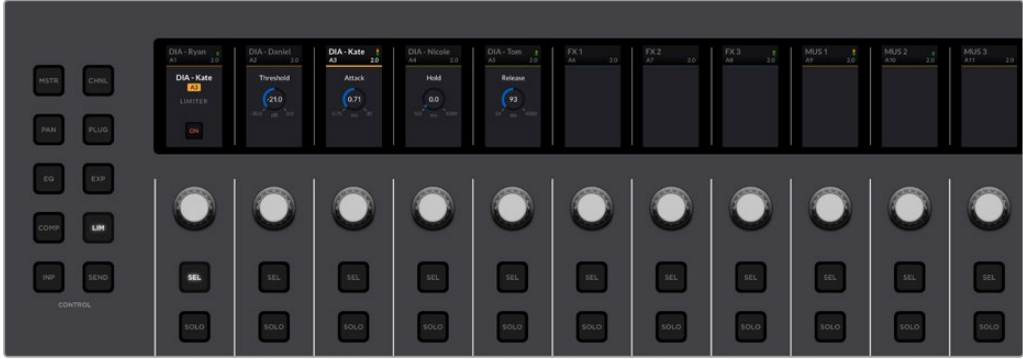 DIA - Ryan
A1 2.0
DIA - Daniel
A2 2.0
DIA - Kate
A3 2.0
DIA - Nicole
A4 2.0
DIA - Tom
A5 2.0
FX 1
A6 2.0
FX 2
A7 2.0
FX 3
A8 2.0
MUS 1
A9 2.0
MUS 2
A10 2.0
MUS 3
A11 2.0
DIA - Kate
A3
LIMITER
ON
Threshold
-21.0
dB
Attack
0.71
ms
Hold
0.0
ms
Release
93
ms
MSTR CHNL
PAN PLUG
EQ EXP
COMP LIM
INP SEND
CONTROL
SEL SEL SEL SEL SEL SEL SEL SEL SEL SEL SEL
SOLO SOLO SOLO SOLO SOLO SOLO SOLO SOLO SOLO SOLO SOLO